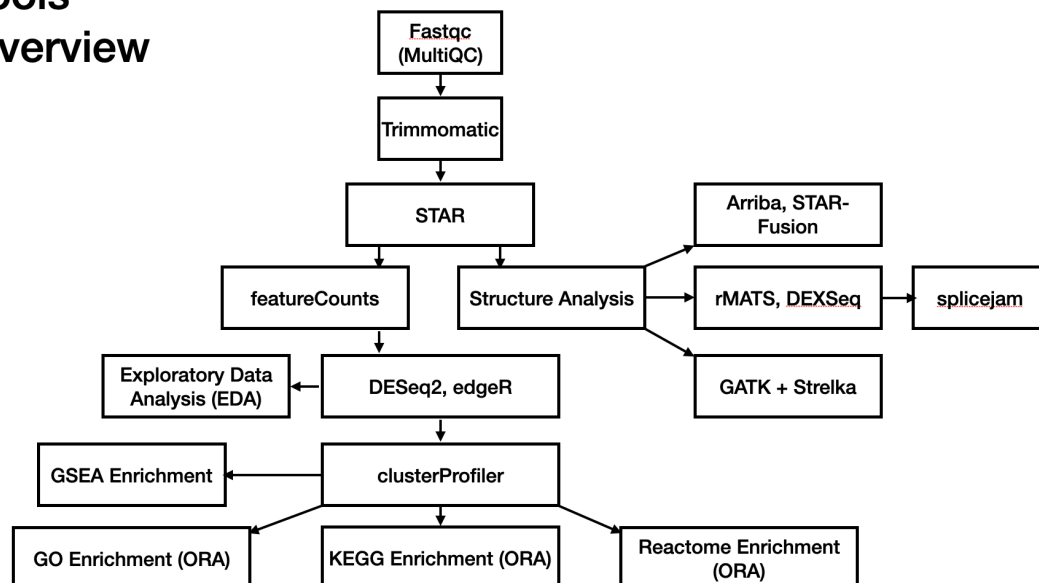 verview
Fastqc
(MultiQC)
Trimmomatic
STAR
Arriba, STAR-
Fusion
featureCounts
Structure Analysis
rMATS, DEXSeq
splicejam
Exploratory Data
Analysis (EDA)
DESeq2, edgeR
GATK + Strelka
GSEA Enrichment
clusterProfiler
GO Enrichment (ORA)
KEGG Enrichment (ORA)
Reactome Enrichment
(ORA)